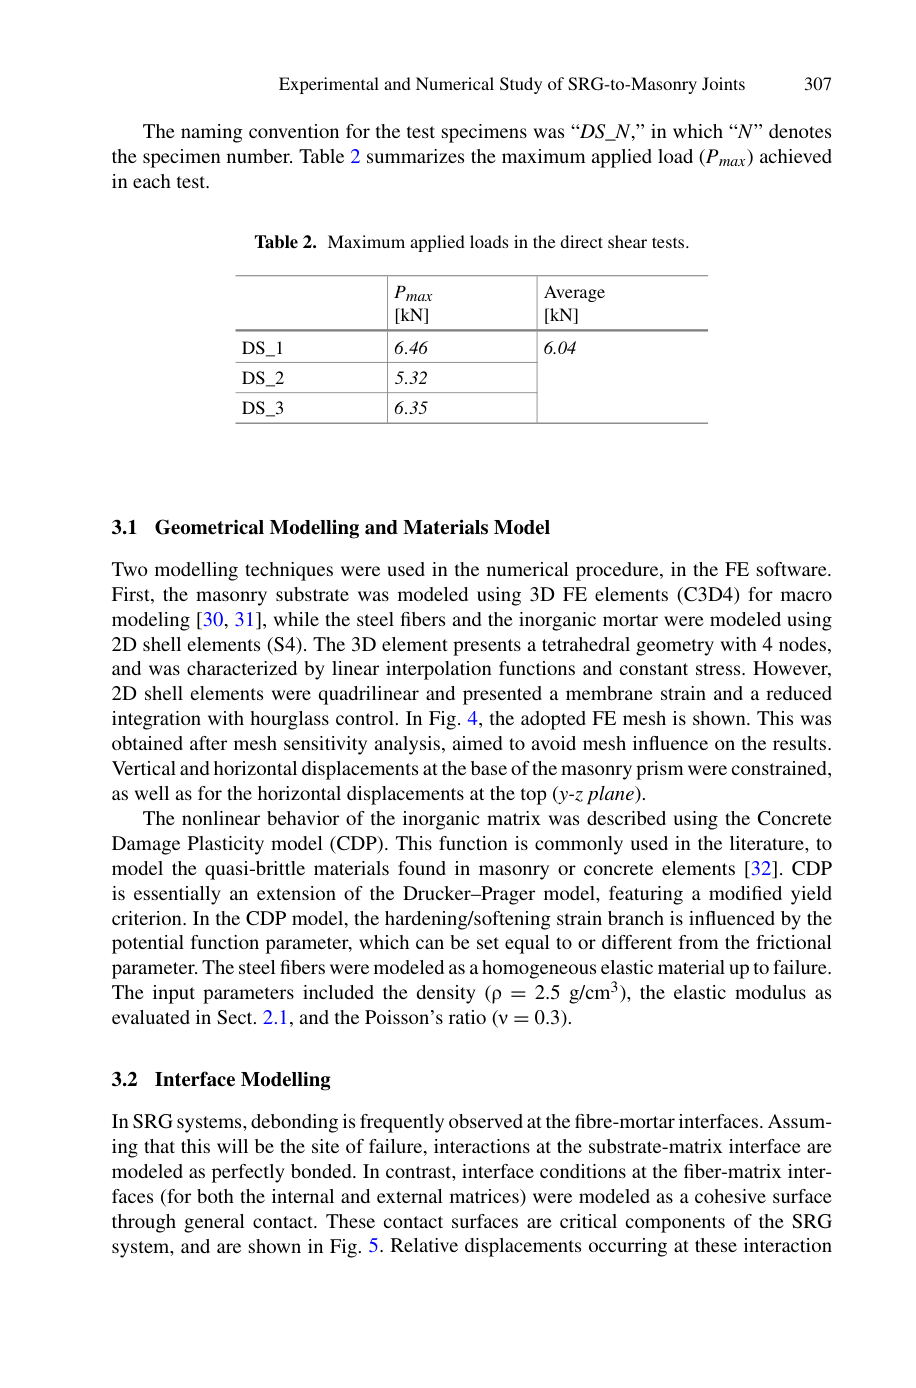 Experimental and Numerical Study of SRG-to-Masonry Joints 307
The naming convention for the test specimens was “DS_N,” in which “N” denotes
the specimen number. Table 2 summarizes the maximum applied load (Pmax) achieved
in each test.
Table 2. Maximum applied loads in the direct shear tests.
Pmax
[kN]
Average
[kN]
DS_1 6.46 6.04
DS_2 5.32
DS_3 6.35
3.1 Geometrical Modelling and Materials Model
Two modelling techniques were used in the numerical procedure, in the FE software.
First, the masonry substrate was modeled using 3D FE elements (C3D4) for macro
modeling [30, 31], while the steel fibers and the inorganic mortar were modeled using
2D shell elements (S4). The 3D element presents a tetrahedral geometry with 4 nodes,
and was characterized by linear interpolation functions and constant stress. However,
2D shell elements were quadrilinear and presented a membrane strain and a reduced
integration with hourglass control. In Fig. 4, the adopted FE mesh is shown. This was
obtained after mesh sensitivity analysis, aimed to avoid mesh influence on the results.
Vertical and horizontal displacements at the base of the masonry prism were constrained,
as well as for the horizontal displacements at the top (y-z plane).
The nonlinear behavior of the inorganic matrix was described using the Concrete
Damage Plasticity model (CDP). This function is commonly used in the literature, to
model the quasi-brittle materials found in masonry or concrete elements [32]. CDP
is essentially an extension of the Drucker–Prager model, featuring a modified yield
criterion. In the CDP model, the hardening/softening strain branch is influenced by the
potential function parameter, which can be set equal to or different from the frictional
parameter. The steel fibers were modeled as a homogeneous elastic material up to failure.
The input parameters included the density (ρ = 2.5 g/cm³), the elastic modulus as
evaluated in Sect. 2.1, and the Poisson’s ratio (ν = 0.3).
3.2 Interface Modelling
In SRG systems, debonding is frequently observed at the fibre-mortar interfaces. Assum-
ing that this will be the site of failure, interactions at the substrate-matrix interface are
modeled as perfectly bonded. In contrast, interface conditions at the fiber-matrix inter-
faces (for both the internal and external matrices) were modeled as a cohesive surface
through general contact. These contact surfaces are critical components of the SRG
system, and are shown in Fig. 5. Relative displacements occurring at these interaction